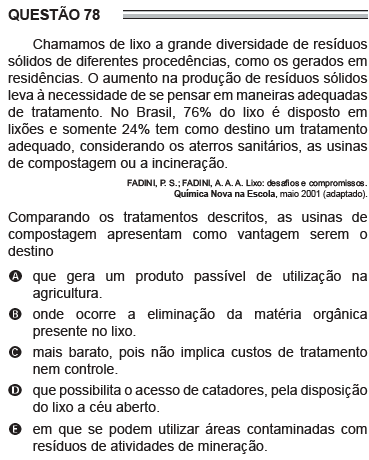 QUESTÃO 78
Chamamos de lixo a grande diversidade de resíduos
sólidos de diferentes procedências, como os gerados em
residências. O aumento na produção de resíduos sólidos
leva à necessidade de se pensar em maneiras adequadas
de tratamento. No Brasil, 76% do lixo é disposto em
lixões e somente 24% tem como destino um tratamento
adequado, considerando os aterros sanitários, as usinas
de compostagem ou a incineração.
FADINI, P. S.; FADINI, A. A. A. Lixo: desafios e compromissos.
Química Nova na Escola, maio 2001 (adaptado).
Comparando os tratamentos descritos, as usinas de
compostagem apresentam como vantagem serem o
destino
A que gera um produto passível de utilização na
agricultura.
B onde ocorre a eliminação da matéria orgânica
presente no lixo.
C mais barato, pois não implica custos de tratamento
nem controle.
D que possibilita o acesso de catadores, pela disposição
do lixo a céu aberto.
E em que se podem utilizar áreas contaminadas com
resíduos de atividades de mineração.